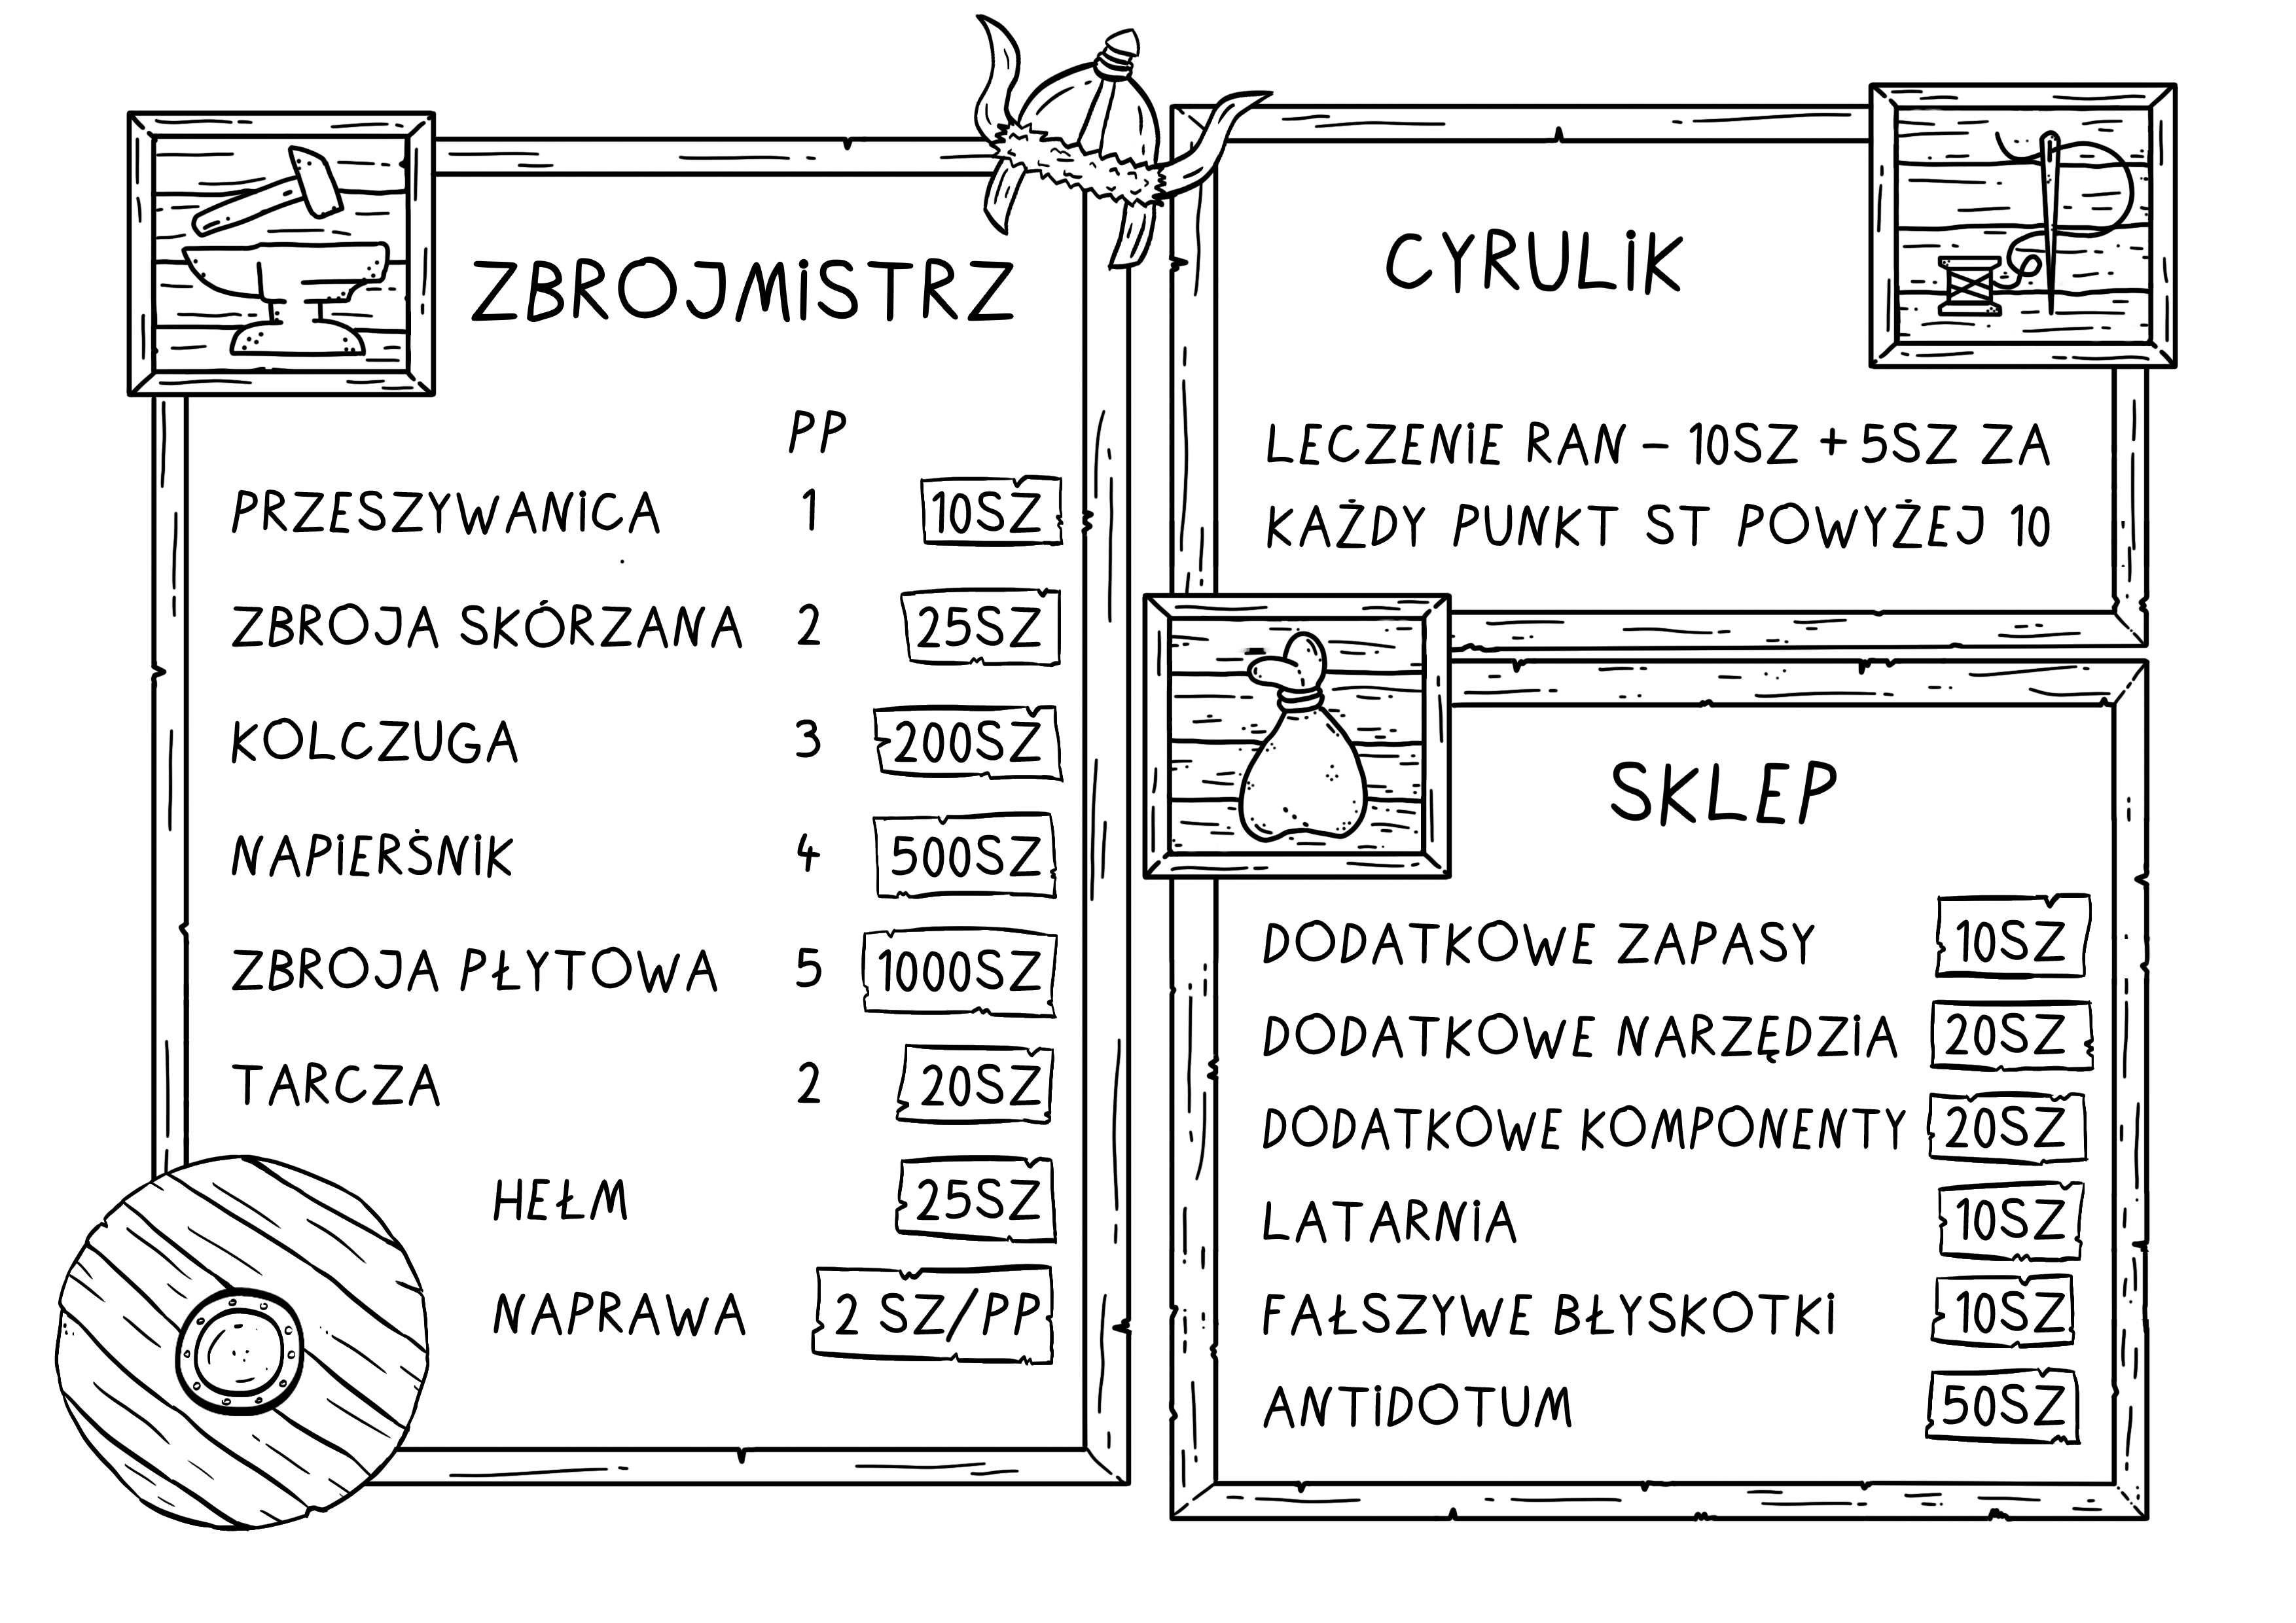 ZBROJMiSTRZ
PP
PRZESZYWANiCA 1 10SZ
ZBROJA SKÓRZANA 2 25SZ
KOLCZUGA 3 200SZ
NAPiERŚNiK 4 500SZ
ZBROJA PŁYTOWA 5 1000SZ
TARCZA 2 20SZ
HEŁM 25SZ
NAPRAWA 2 SZ/PP
CYRULiK
LECZENiE RAN – 10SZ + 5SZ ZA
KAŻDY PUNKT ST POWYŻEJ 10
SKLEP
DODATKOWE ZAPASY 10SZ
DODATKOWE NARZĘDZiA 20SZ
DODATKOWE KOMPONENTY 20SZ
LATARNiA 10SZ
FAŁSZYWE BŁYSKOTKi 10SZ
ANTiDOTUM 50SZ